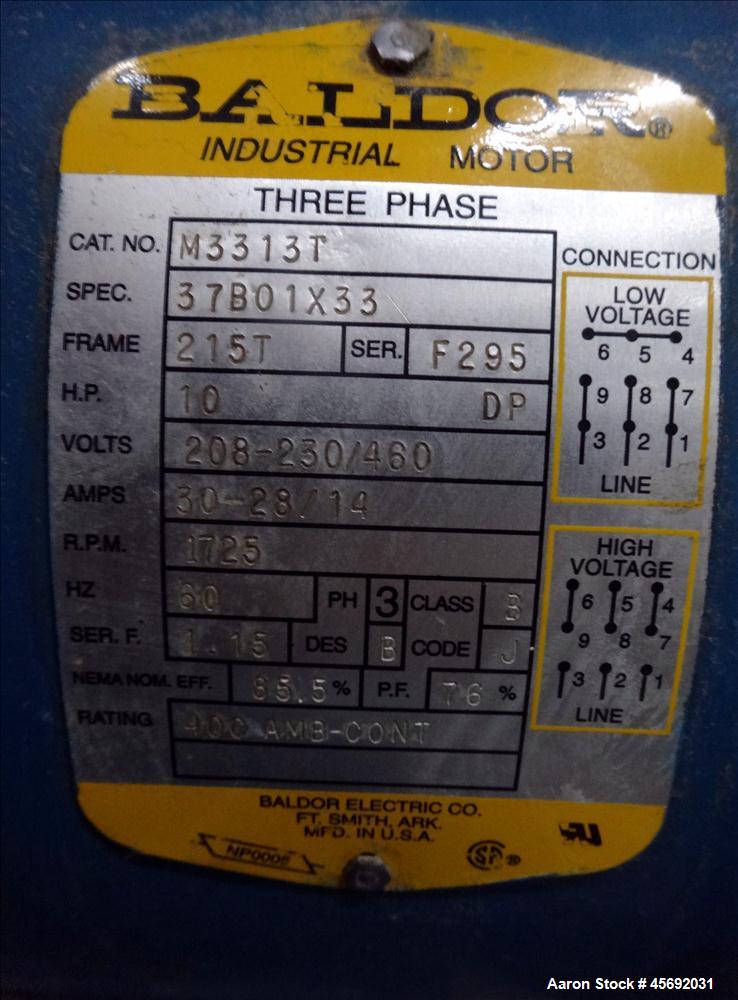 BALDOR®
INDUSTRIAL MOTOR
THREE PHASE
CAT. NO. M3313T
SPEC. 37B01X33
FRAME 215T SER. F295
H.P. 10 DP
VOLTS 208-230/460
AMPS 30-28/14
R.P.M. 1725
HZ 60 PH 3 CLASS B
SER. F. 1.15 DES B CODE J
NEMA NOM. EFF. 85.5 % P.F. 76 %
RATING 40C AMB-CONT
CONNECTION
LOW
VOLTAGE
6 5 4
9 8 7
3 2 1
LINE
HIGH
VOLTAGE
6 5 4
9 8 7
3 2 1
LINE
BALDOR ELECTRIC CO.
FT. SMITH, ARK.
MFD. IN U.S.A.
NP0006 SP®
Aaron Stock # 45692031